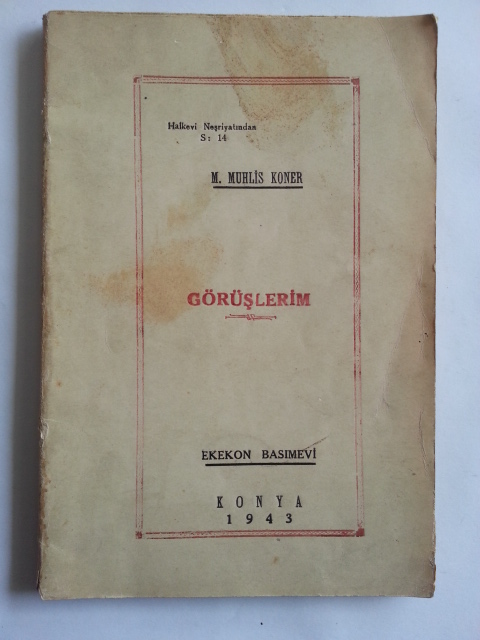 Halkevi Neşriyatından
S: 14
M. MUHLİS KONER
GÖRÜŞLERİM
EKEKON BASIMEVİ
KONYA
1943